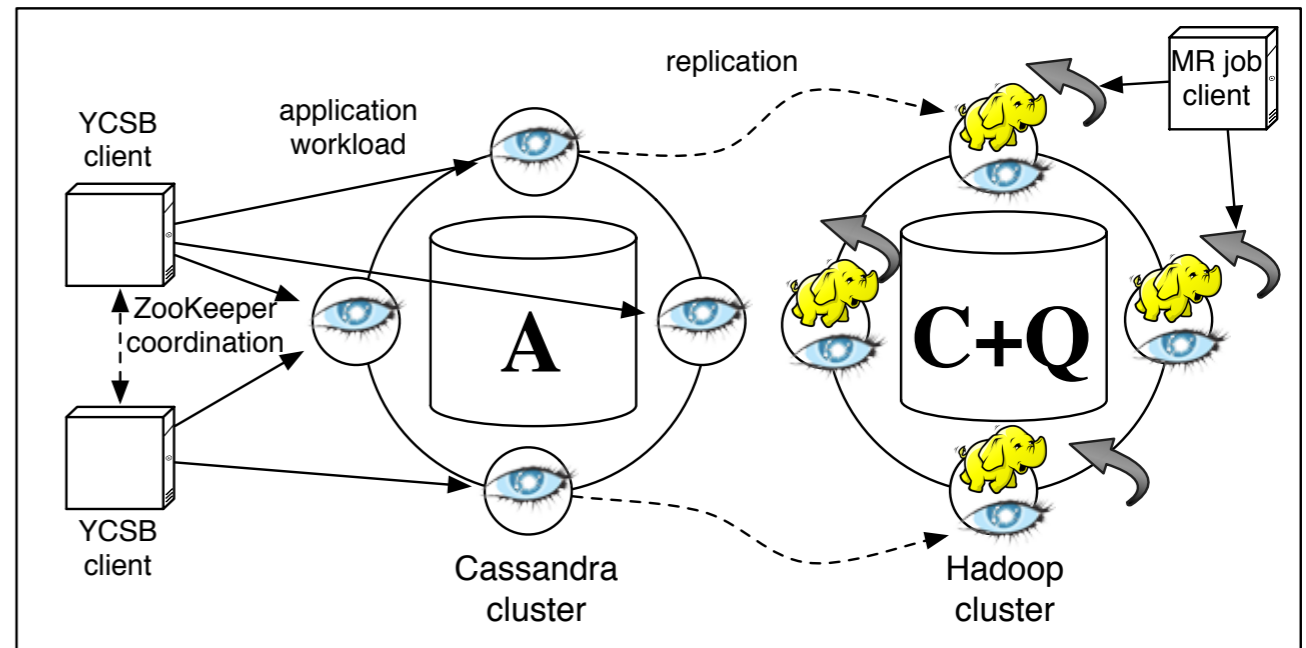 YCSB
client
application
workload
replication
MR job
client
ZooKeeper
coordination
A
C+Q
YCSB
client
Cassandra
cluster
Hadoop
cluster